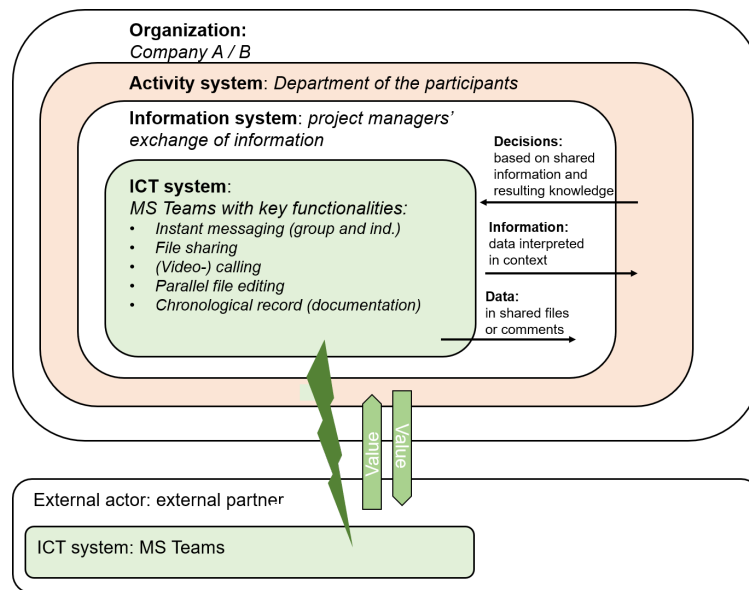 Organization:
Company A / B
Activity system: Department of the participants
Information system: project managers'
exchange of information
ICT system:
MS Teams with key functionalities:
• Instant messaging (group and ind.)
• File sharing
• (Video-) calling
• Parallel file editing
• Chronological record (documentation)
Decisions:
based on shared
information and
resulting knowledge
Information:
data interpreted
in context
Data:
in shared files
or comments
Value
Value
External actor: external partner
ICT system: MS Teams